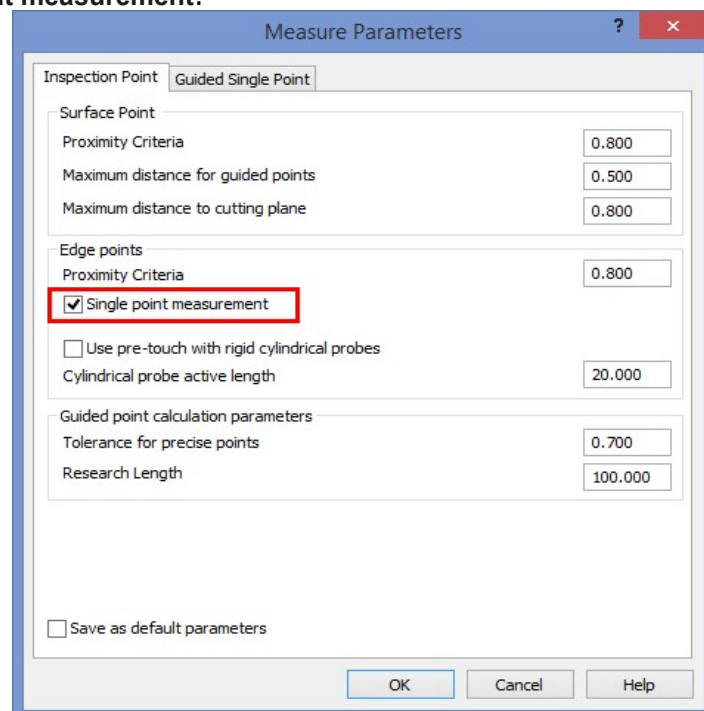 measurement:
Measure Parameters ? ×
Inspection Point Guided Single Point
Surface Point
Proximity Criteria 0.800
Maximum distance for guided points 0.500
Maximum distance to cutting plane 0.800
Edge points
Proximity Criteria 0.800
Single point measurement
Use pre-touch with rigid cylindrical probes
Cylindrical probe active length 20.000
Guided point calculation parameters
Tolerance for precise points 0.700
Research Length 100.000
Save as default parameters
OK Cancel Help